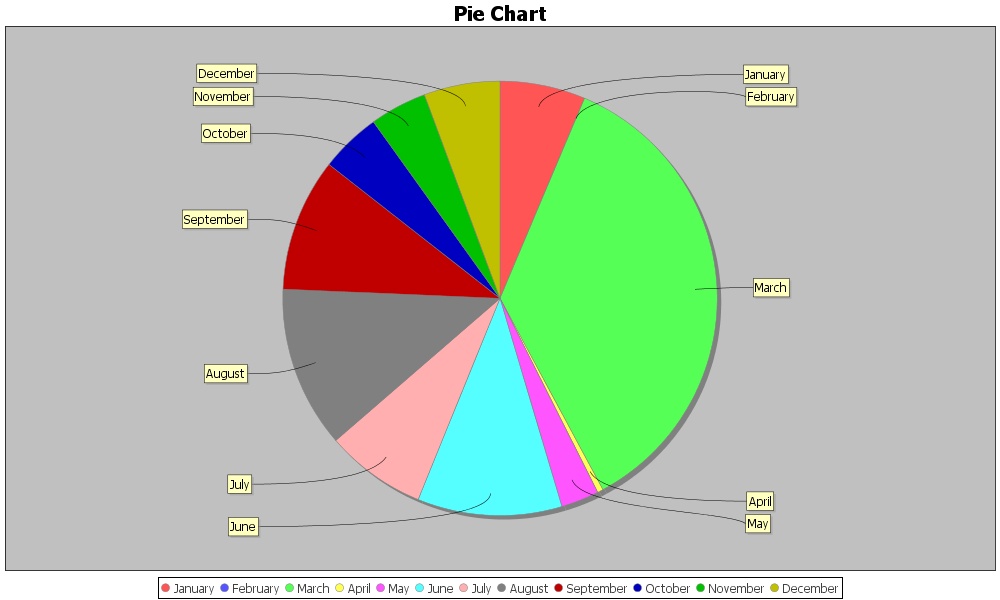 Pie Chart
December
January
November
February
October
September
March
August
July
April
May
June
January February March April May June July August September October November December